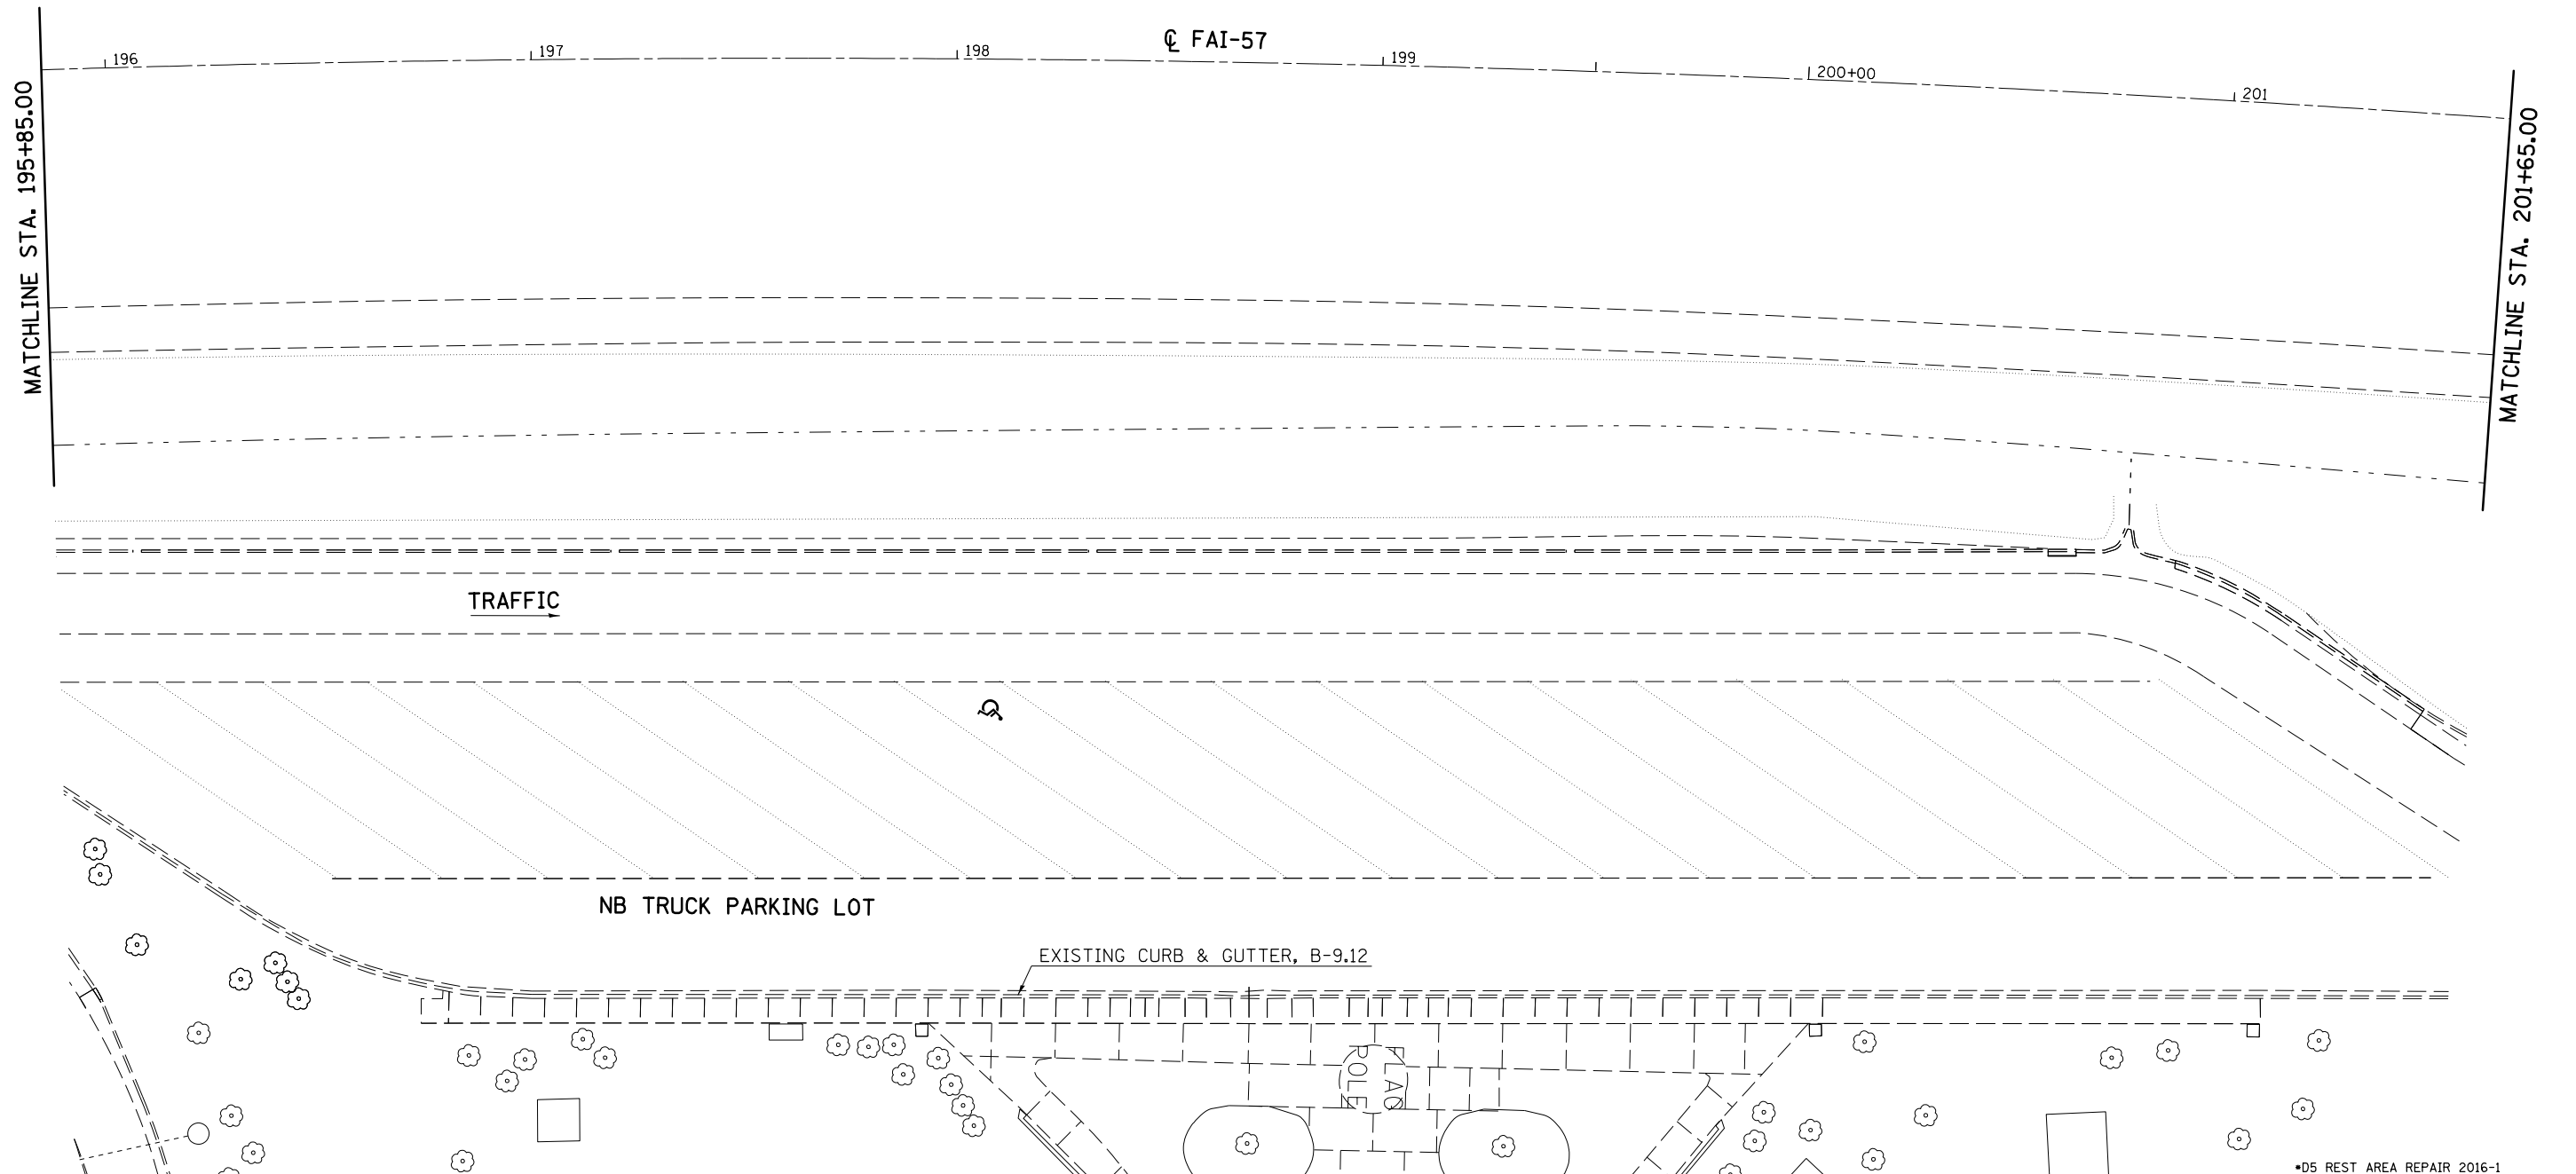 ℄ FAI-57
196
197
198
199
200+00
201
MATCHLINE STA. 195+85.00
MATCHLINE STA. 201+65.00
TRAFFIC
NB TRUCK PARKING LOT
EXISTING CURB & GUTTER, B-9.12
FLAG
POLE
*D5 REST AREA REPAIR 2016-1